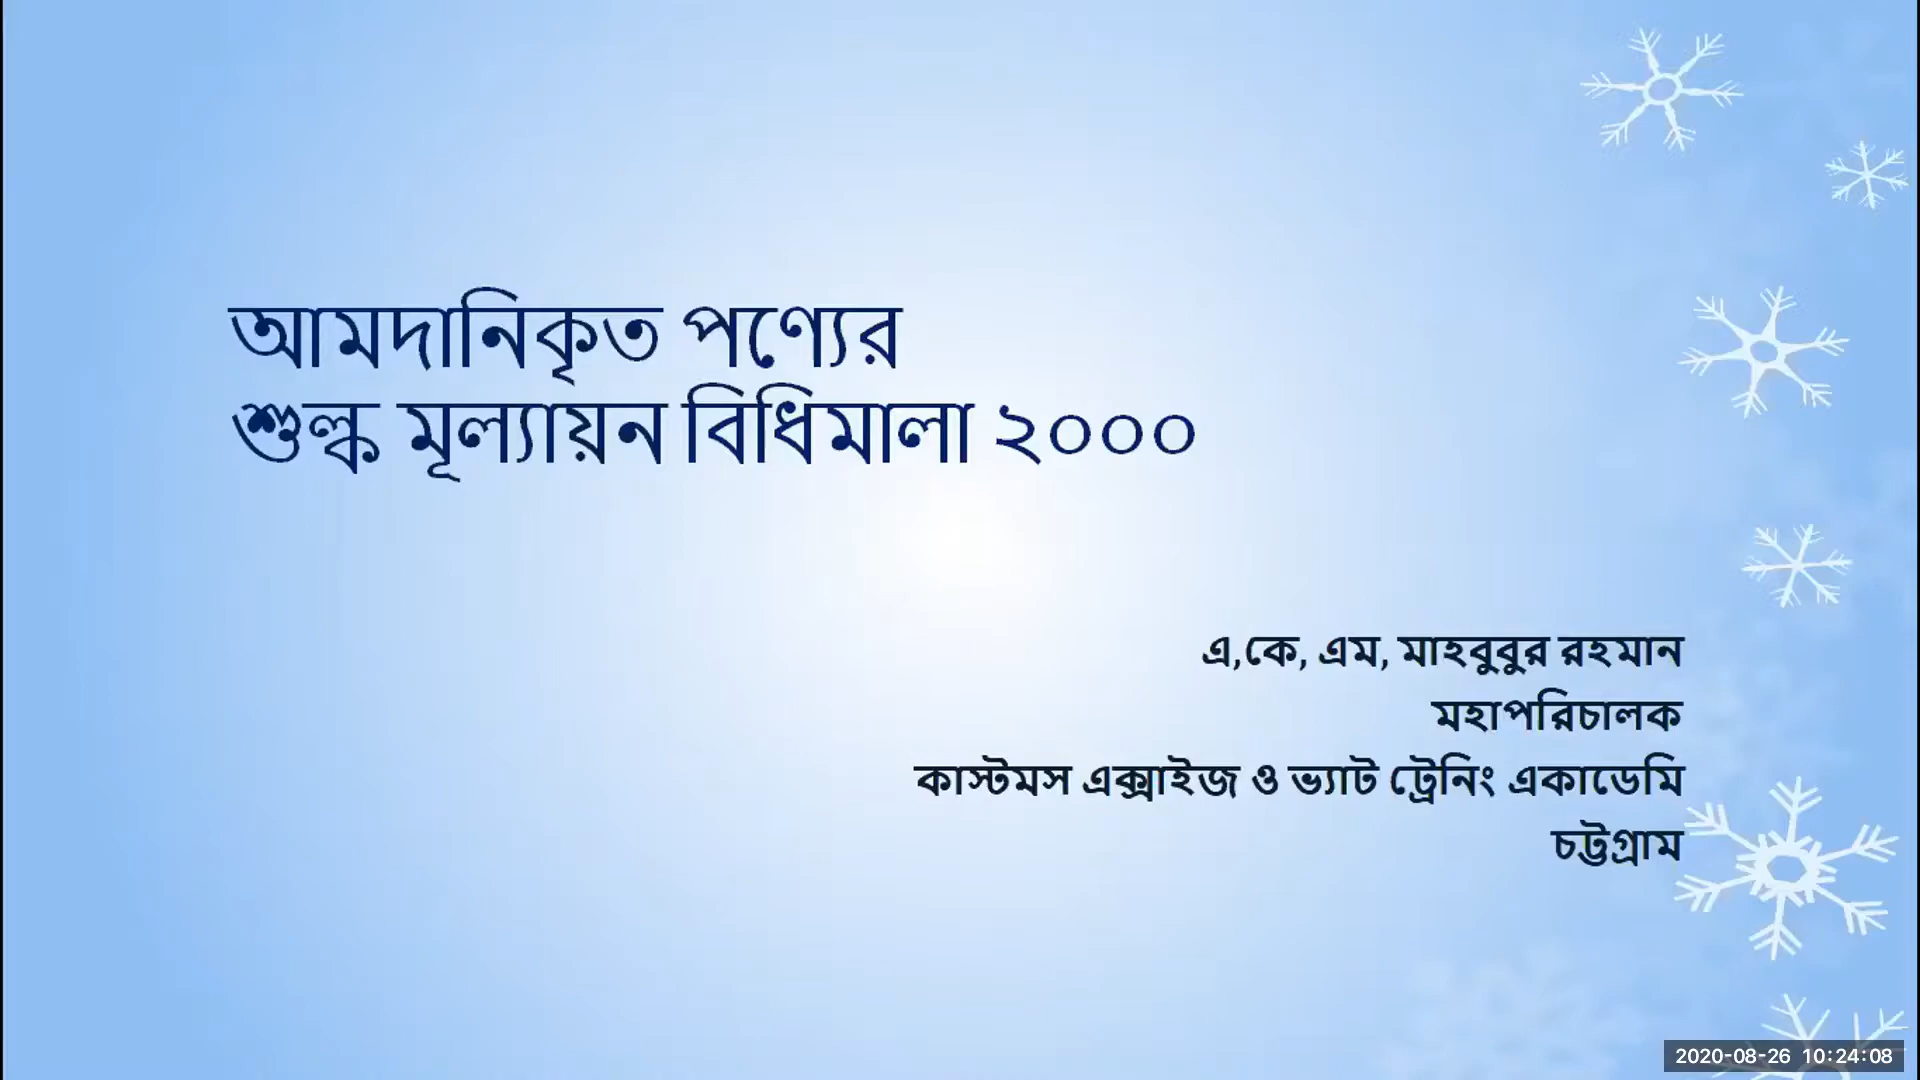 আমদানিকৃত পণ্যের
শুল্ক মূল্যায়ন বিধিমালা ২০০০
এ,কে, এম, মাহবুবুর রহমান
মহাপরিচালক
কাস্টমস এক্সাইজ ও ভ্যাট ট্রেনিং একাডেমি
চট্টগ্রাম
2020-08-26 10:24:08